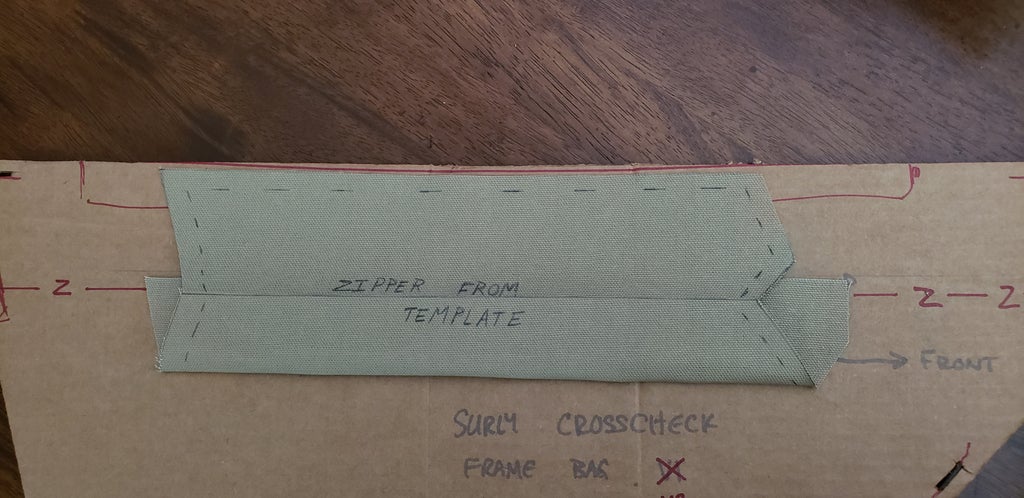 ZIPPER FROM
TEMPLATE
Z Z Z
FRONT
SURLY CROSSCHECK
FRAME BAG X